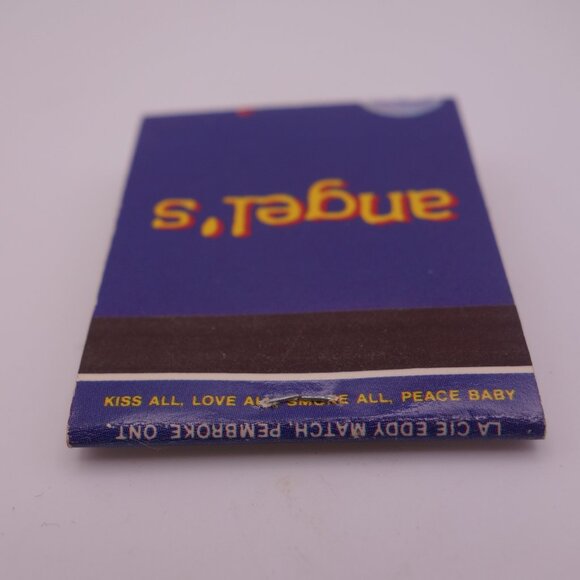 angel's
KISS ALL, LOVE ALL, SMOKE ALL, PEACE BABY
LA CIE EDDY MATCH, PEMBROKE, ONT.